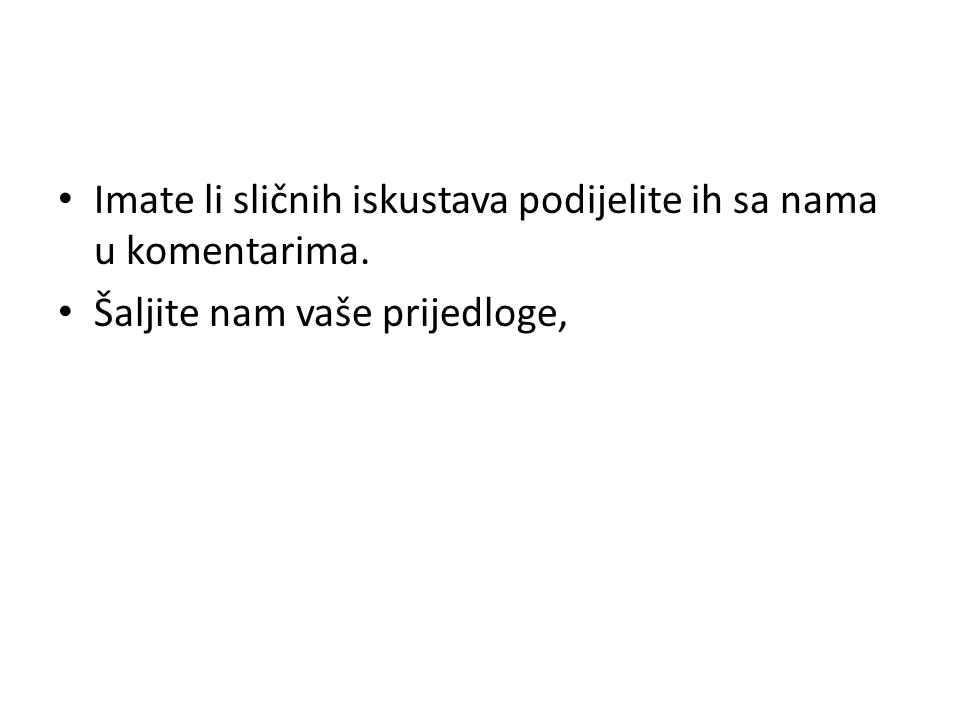 • Imate li sličnih iskustava podijelite ih sa nama
u komentarima.
• Šaljite nam vaše prijedloge,